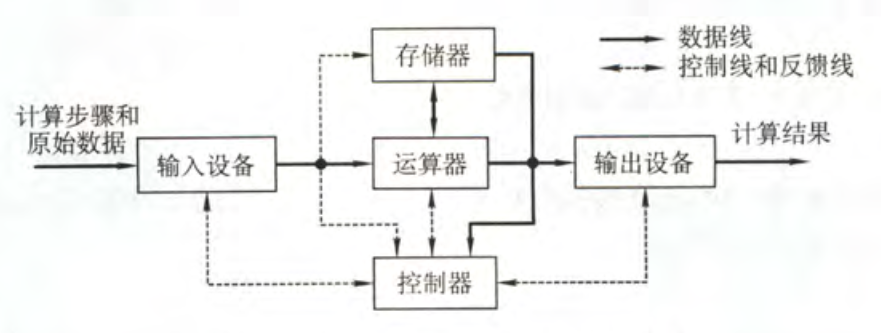 存储器
数据线
控制线和反馈线
计算步骤和
原始数据
输入设备
运算器
输出设备
计算结果
控制器